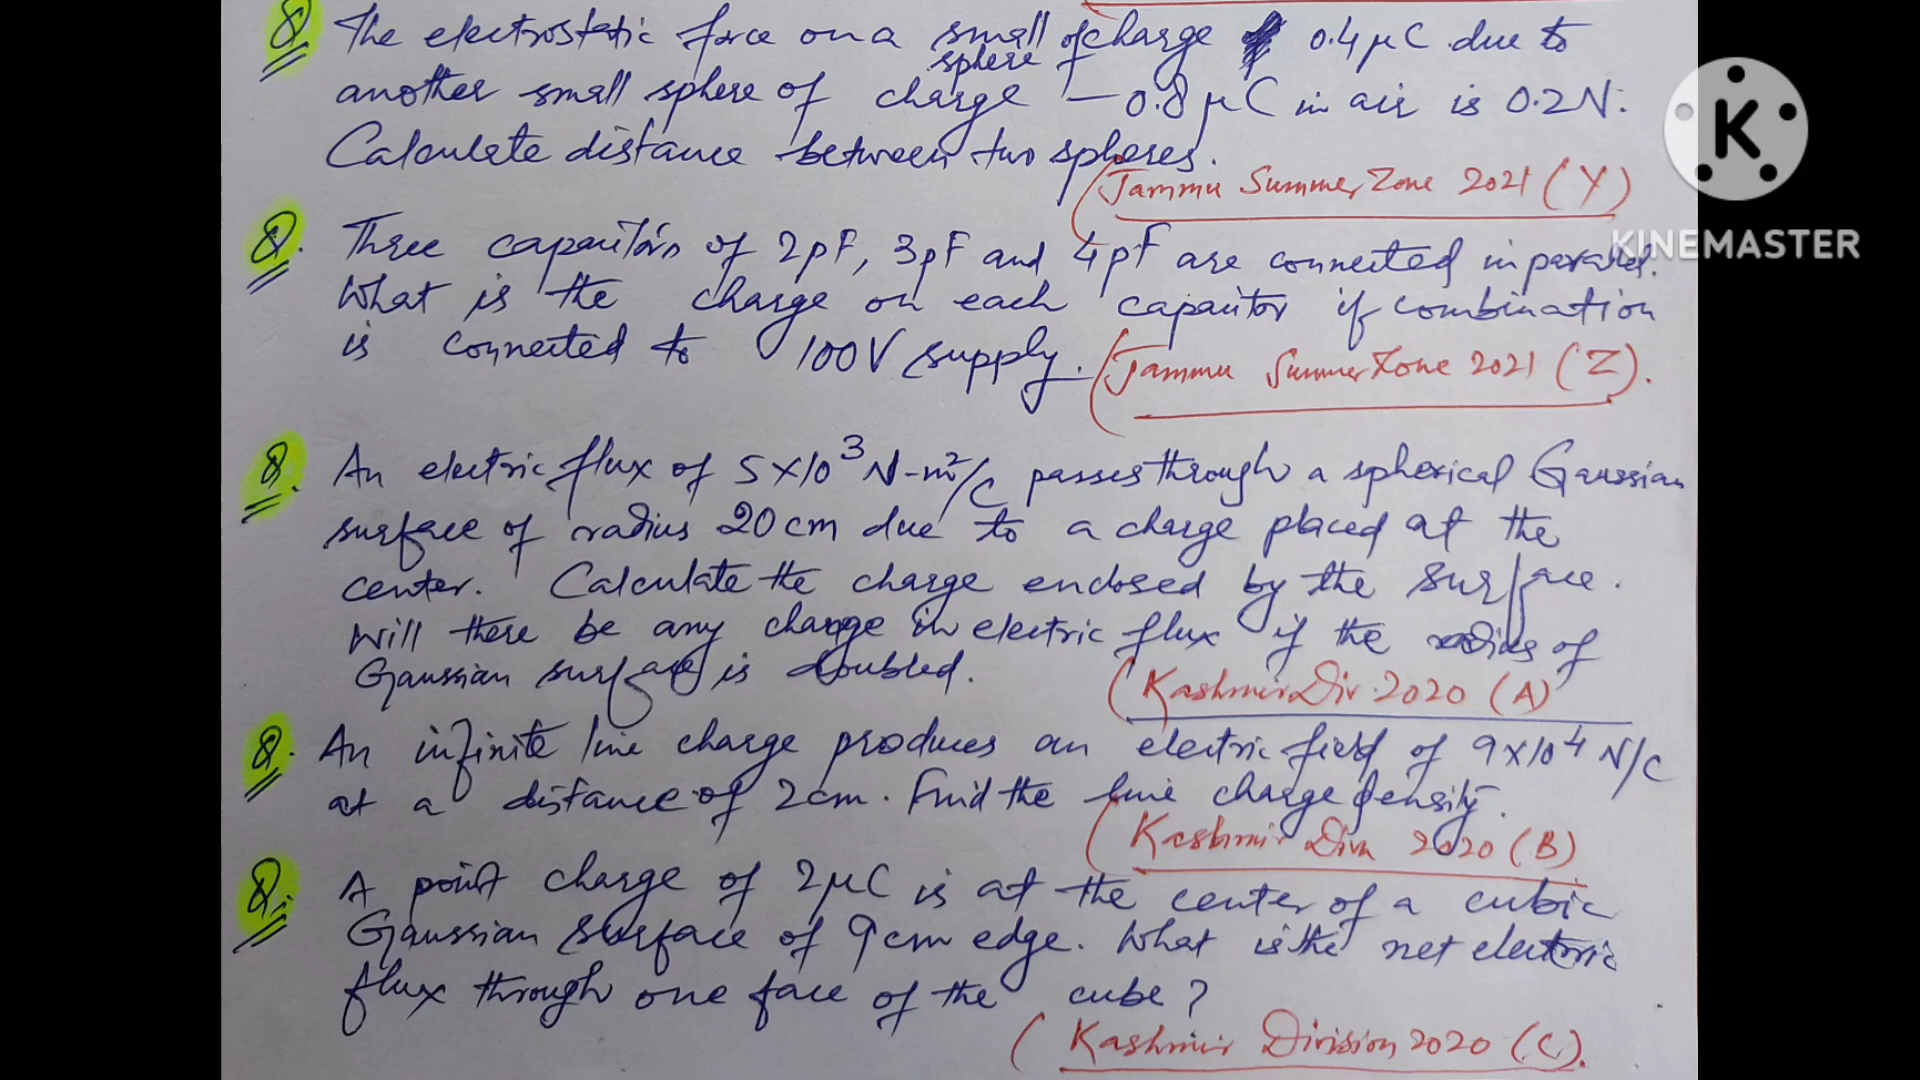 Q The electrostatic force on a small sphere of charge 0.4 μC due to
another small sphere of charge -0.8 μC in air is 0.2 N.
Calculate distance between two spheres.
(Jammu Summer Zone 2021 (Y)
Q. Three capacitors of 2pF, 3pF and 4pF are connected in parallel.
What is the charge on each capacitor if combination
is connected to 100V supply.
(Jammu Summer Zone 2021 (Z).
Q. An electric flux of 5×10³ N-m²/C passes through a spherical Gaussian
surface of radius 20 cm due to a charge placed at the
center. Calculate the charge enclosed by the surface.
Will there be any change in electric flux if the radius of
Gaussian surface is doubled.
(Kashmir Div. 2020 (A)
Q. An infinite line charge produces an electric field of 9×10⁴ N/C
at a distance of 2cm. Find the line charge density.
(Kashmir Divn 2020 (B)
Q. A point charge of 2μC is at the center of a cubic
Gaussian surface of 9cm edge. What is the net electric
flux through one face of the cube?
(Kashmir Division 2020 (C).
K
KINEMASTER